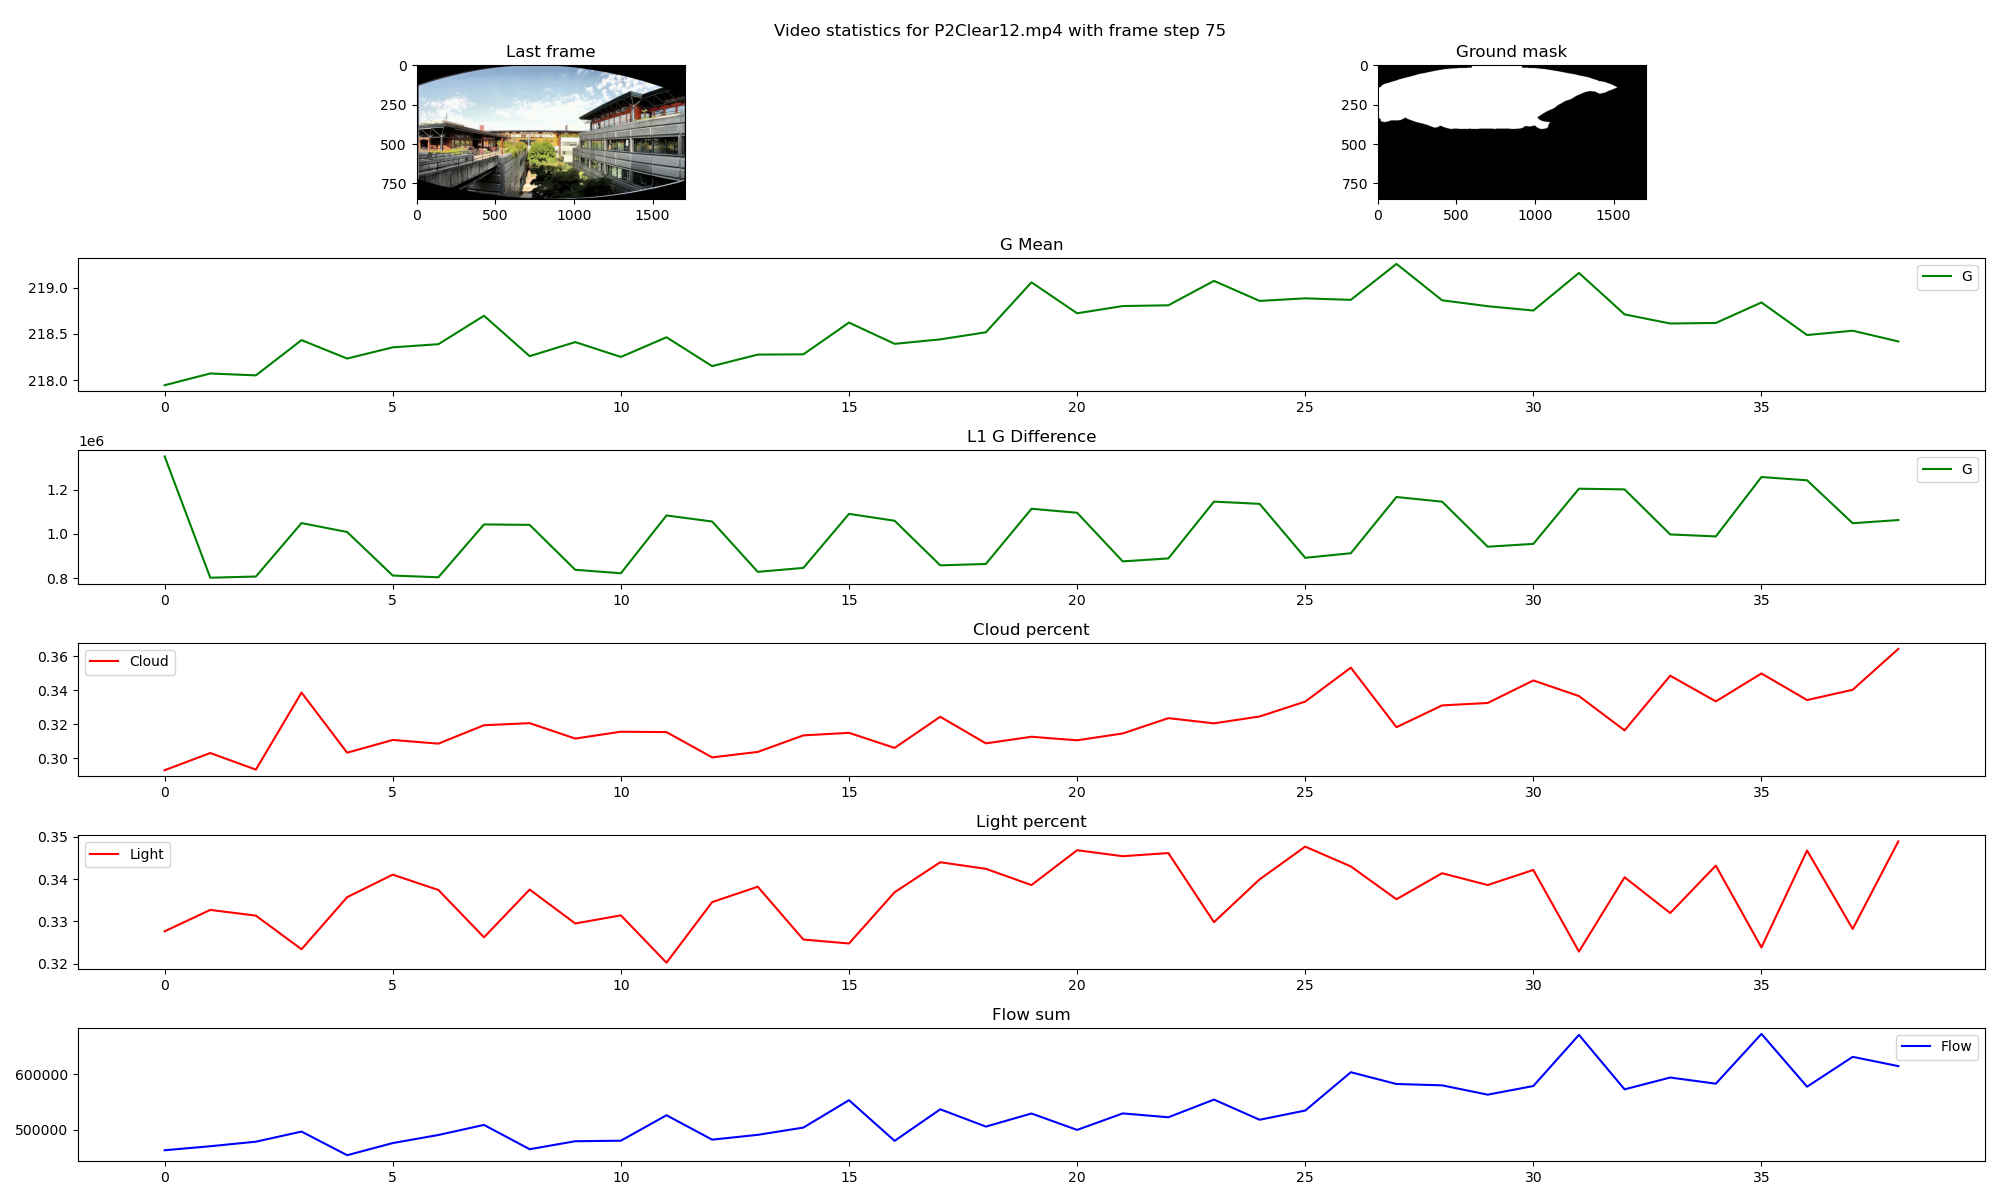 Video statistics for P2Clear12.mp4 with frame step 75
Last frame
0
250
500
750
0 500 1000 1500
Ground mask
0
250
500
750
0 500 1000 1500
G Mean
G
219.0
218.5
218.0
0 5 10 15 20 25 30 35
L1 G Difference
1e6
G
1.2
1.0
0.8
0 5 10 15 20 25 30 35
Cloud percent
Cloud
0.36
0.34
0.32
0.30
0 5 10 15 20 25 30 35
Light percent
Light
0.35
0.34
0.33
0.32
0 5 10 15 20 25 30 35
Flow sum
Flow
600000
500000
0 5 10 15 20 25 30 35